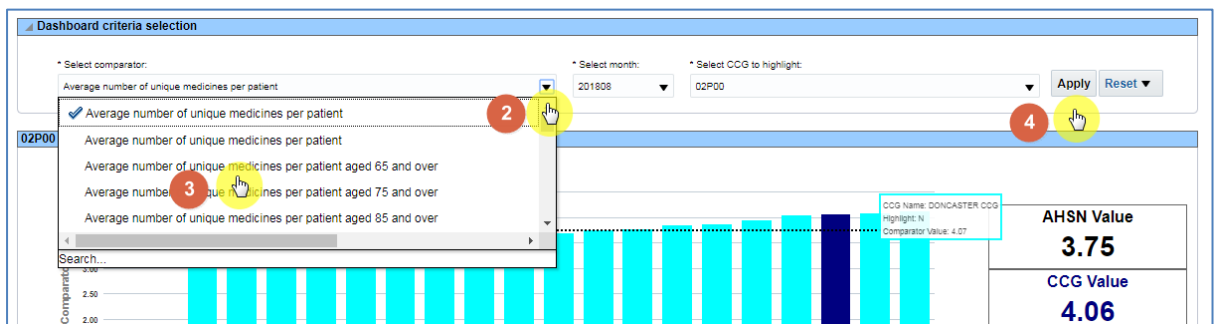 Dashboard criteria selection
* Select comparator:
* Select month:
* Select CCG to highlight:
Average number of unique medicines per patient
201808
02P00
Apply
Reset
Average number of unique medicines per patient
2
4
02P00
Average number of unique medicines per patient
Average number of unique medicines per patient aged 65 and over
3
Average number que medicines per patient aged 75 and over
Average number of unique medicines per patient aged 85 and over
Search...
CCG Name: DONCASTER CCG
Highlight: N
Comparator Value: 4.07
AHSN Value
3.75
CCG Value
4.06
3.00
2.50
2.00